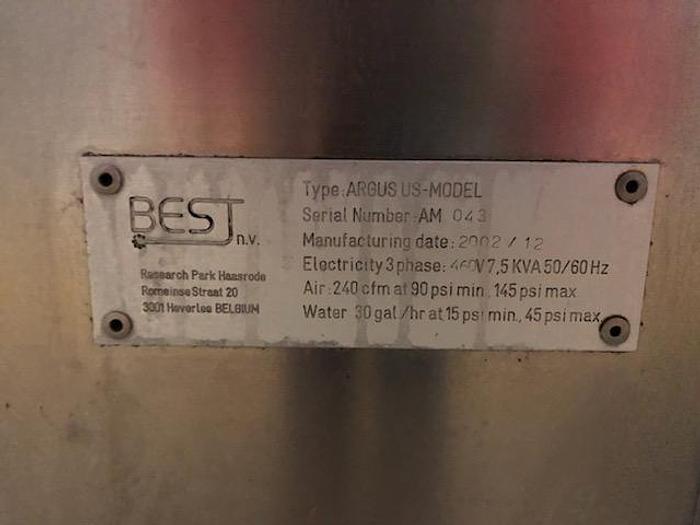 BEST n.v.
Research Park Haasrode
Romeinse Straat 20
3001 Heverlee BELGIUM
Type: ARGUS US-MODEL
Serial Number: AM 043
Manufacturing date: 2002 / 12
Electricity 3 phase: 460V 7,5 KVA 50/60 Hz
Air: 240 cfm at 90 psi min, 145 psi max
Water 30 gal /hr at 15 psi min., 45 psi max.